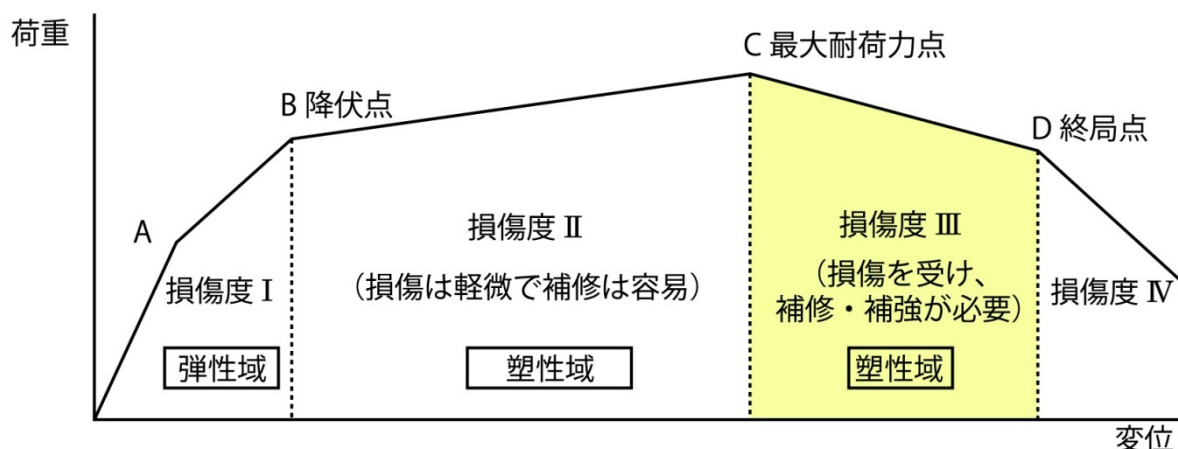 荷重
C 最大耐荷力点
B 降伏点
D 終局点
A
損傷度 Ⅰ
弾性域
損傷度 Ⅱ
（損傷は軽微で補修は容易）
塑性域
損傷度 Ⅲ
（損傷を受け、
補修・補強が必要）
塑性域
損傷度 Ⅳ
変位